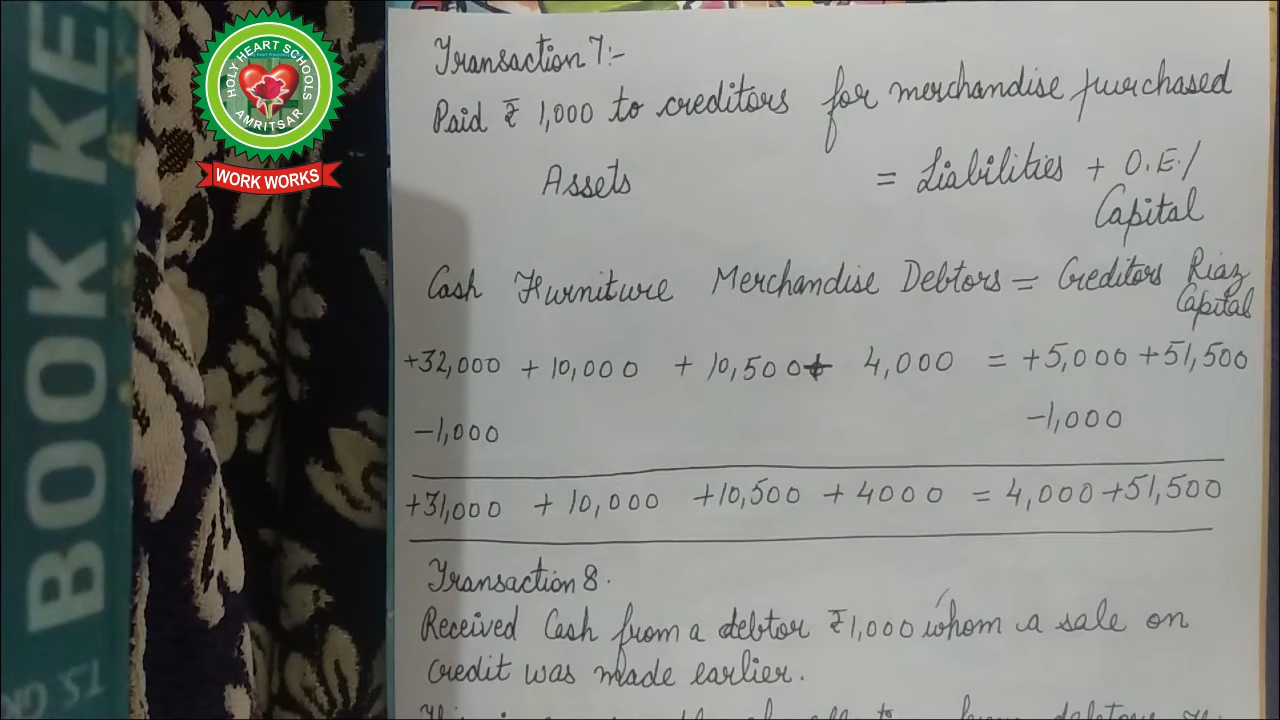 BOOK KE
HOLY HEART SCHOOLS
AMRITSAR
WORK WORKS
Transaction 7:-
Paid ₹ 1,000 to creditors for merchandise purchased
Assets = Liabilities + O.E./
Capital
Cash Furniture Merchandise Debtors = Creditors Riaz
Capital
+32,000 + 10,000 + 10,500+ 4,000 = +5,000 +51,500
-1,000 -1,000
+31,000 + 10,000 +10,500 + 4000 = 4,000 +51,500
Transaction 8.
Received Cash from a debtor ₹1,000 whom a sale on
credit was made earlier.